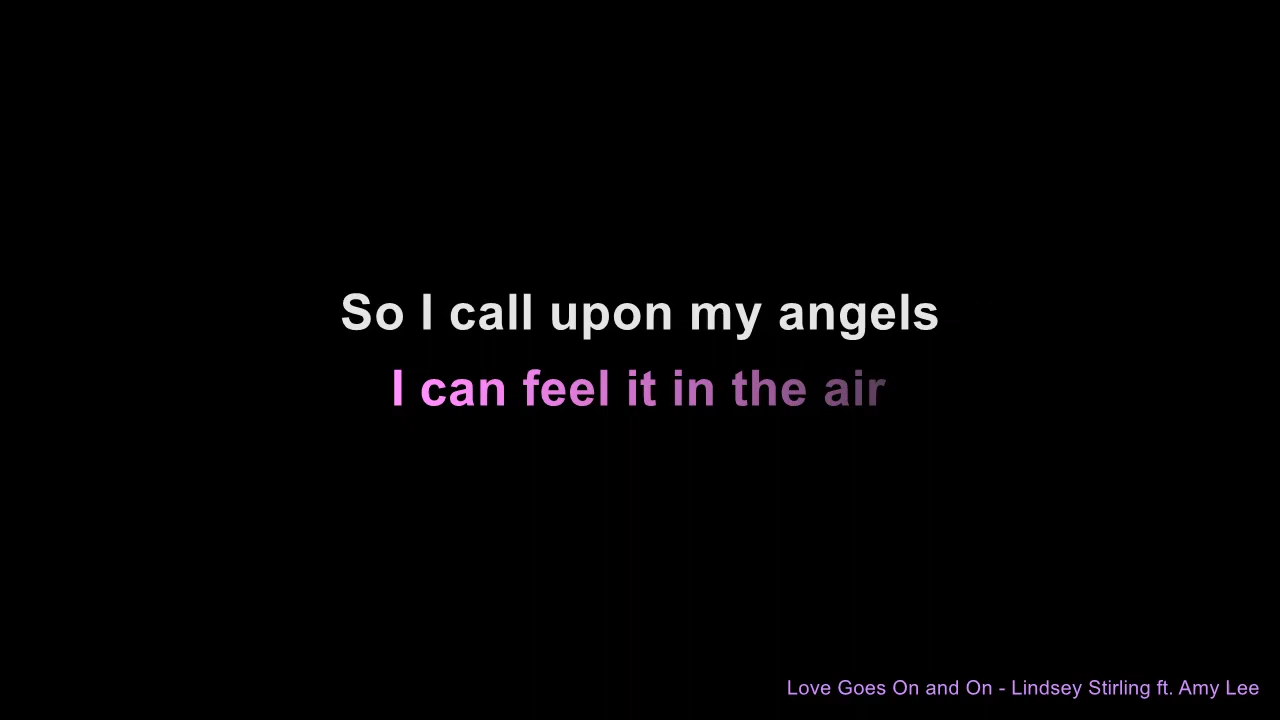 So I call upon my angels
I can feel it in the air
Love Goes On and On - Lindsey Stirling ft. Amy Lee